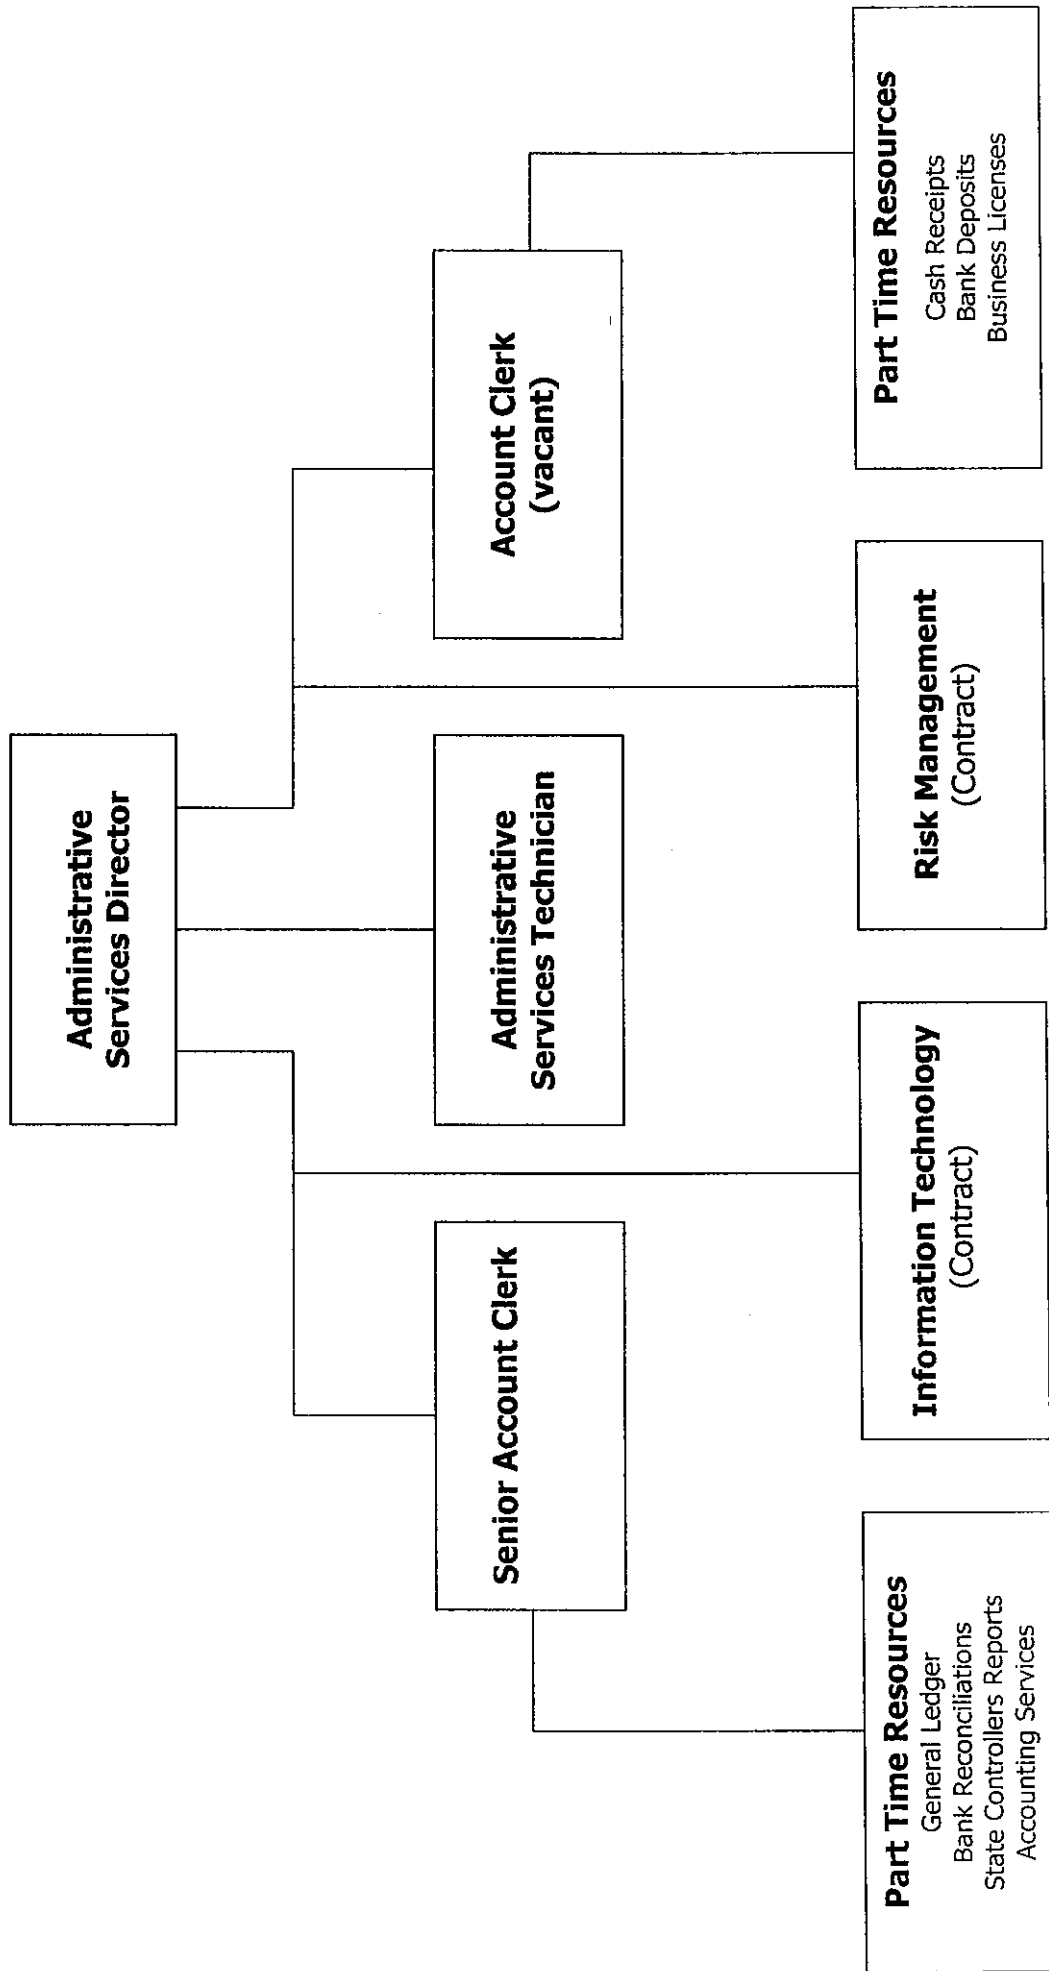 Administrative
Services Director
Senior Account Clerk
Administrative
Services Technician
Account Clerk
(vacant)
Part Time Resources
General Ledger
Bank Reconciliations
State Controllers Reports
Accounting Services
Information Technology
(Contract)
Risk Management
(Contract)
Part Time Resources
Cash Receipts
Bank Deposits
Business Licenses